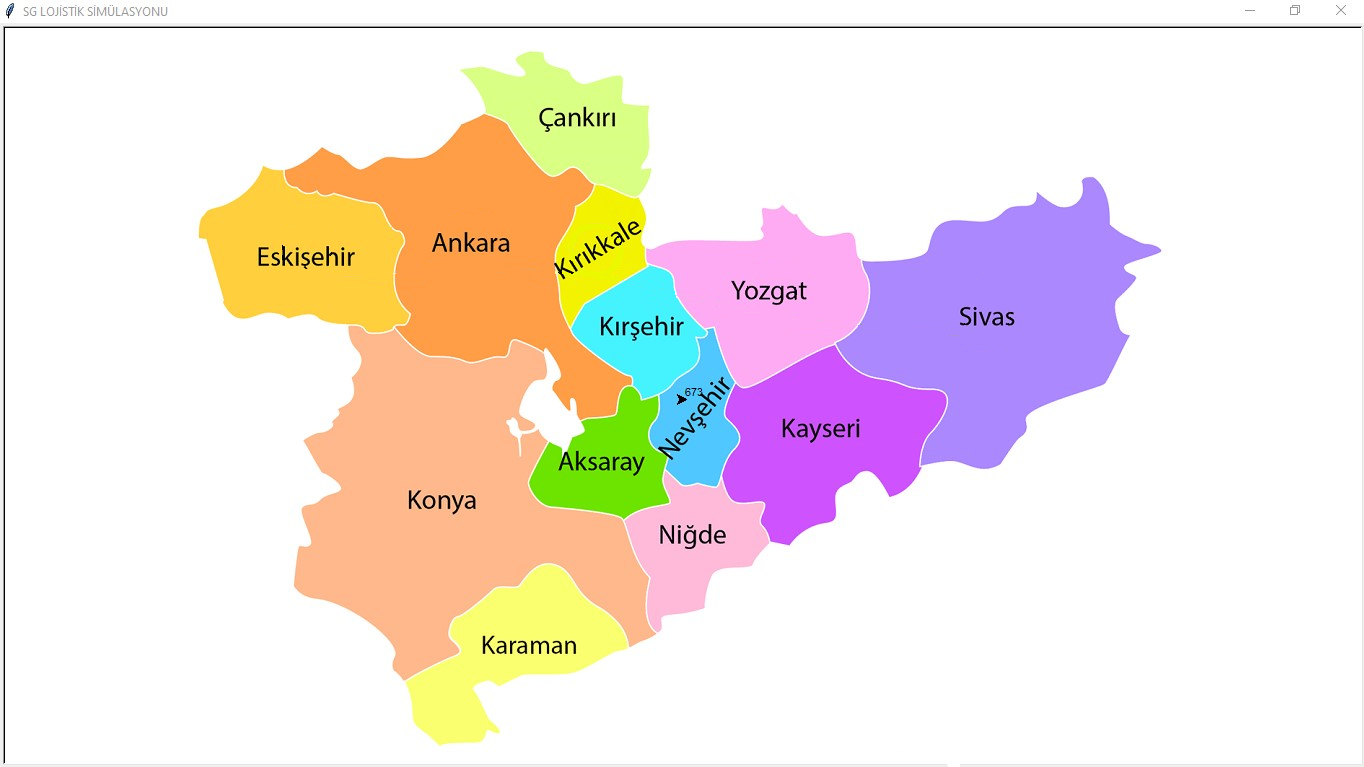 SG LOJİSTİK SİMÜLASYONU
Çankırı
Kırıkkale
Ankara
Eskişehir
Yozgat
Sivas
Kırşehir
673
Nevşehir
Kayseri
Aksaray
Konya
Niğde
Karaman